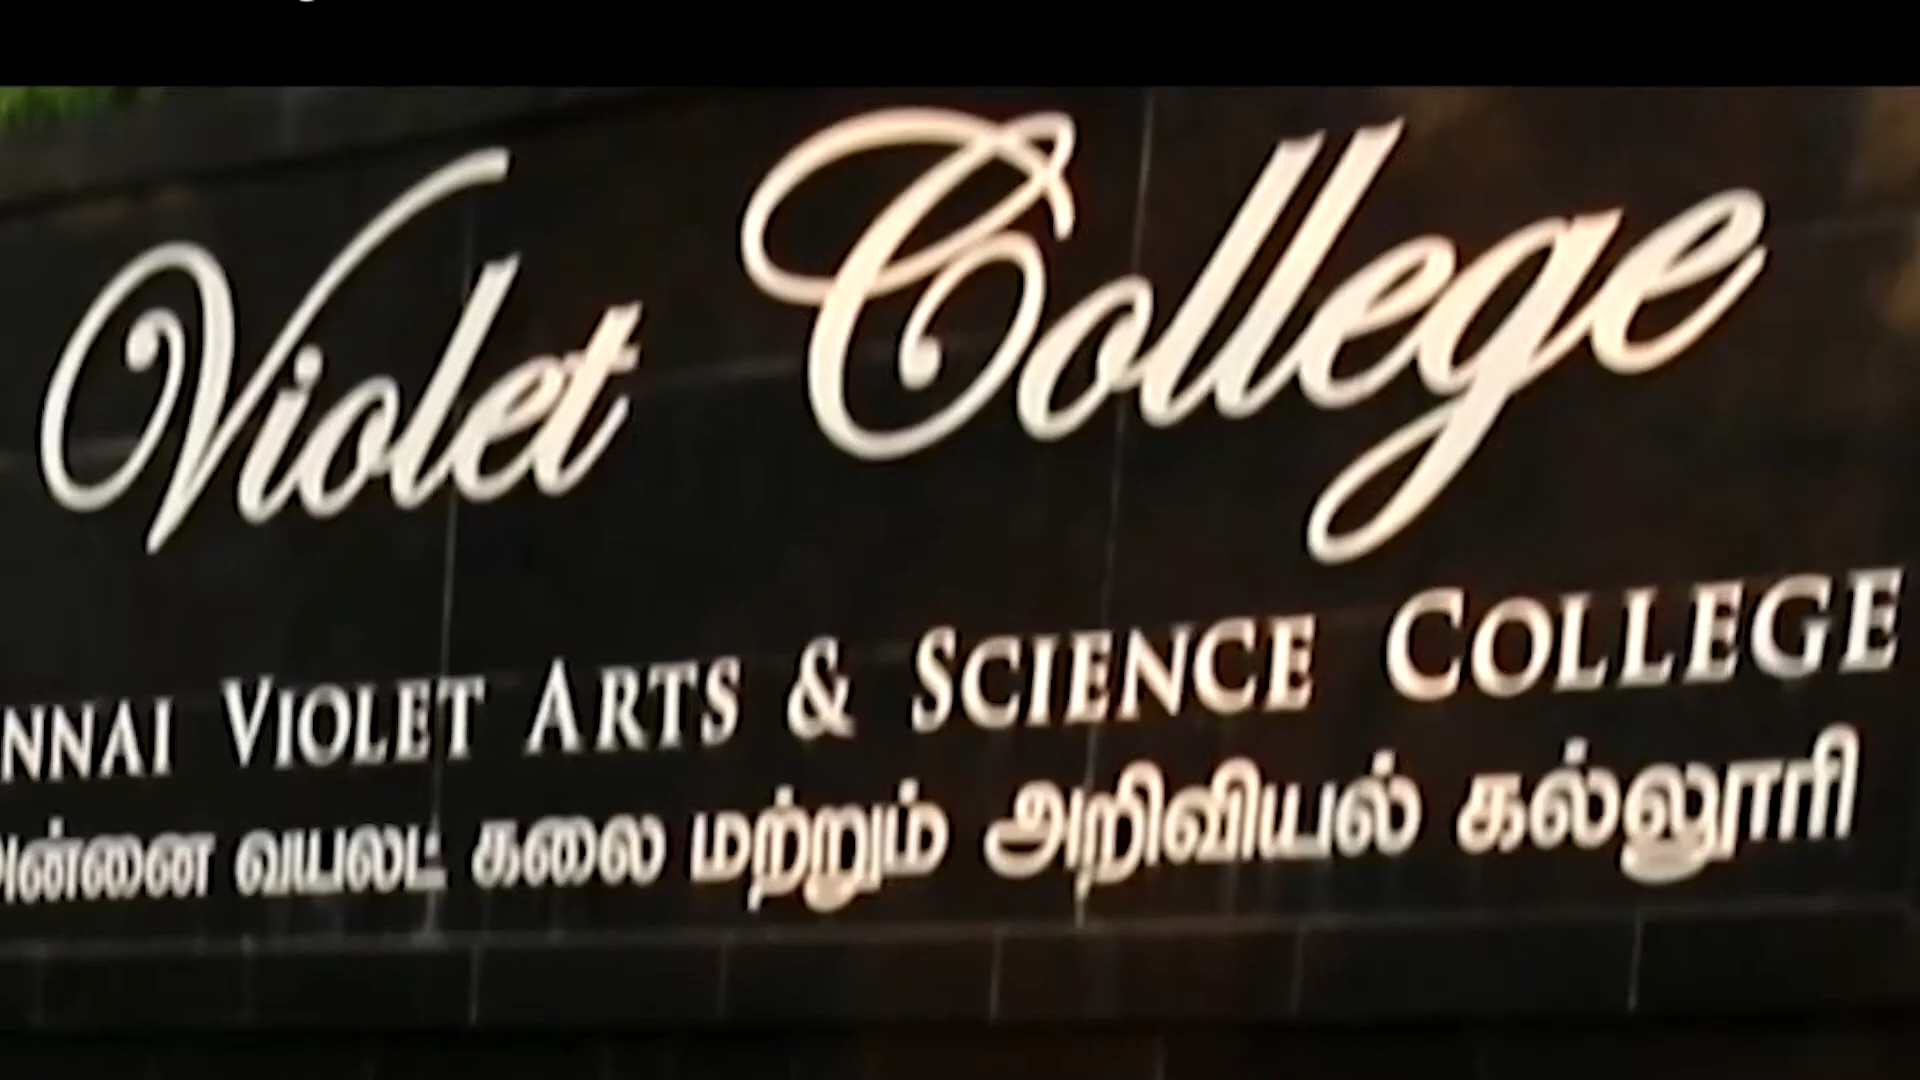 Violet College
NNAI VIOLET ARTS & SCIENCE COLLEGE
அன்னை வயலட் கலை மற்றும் அறிவியல் கல்லூரி